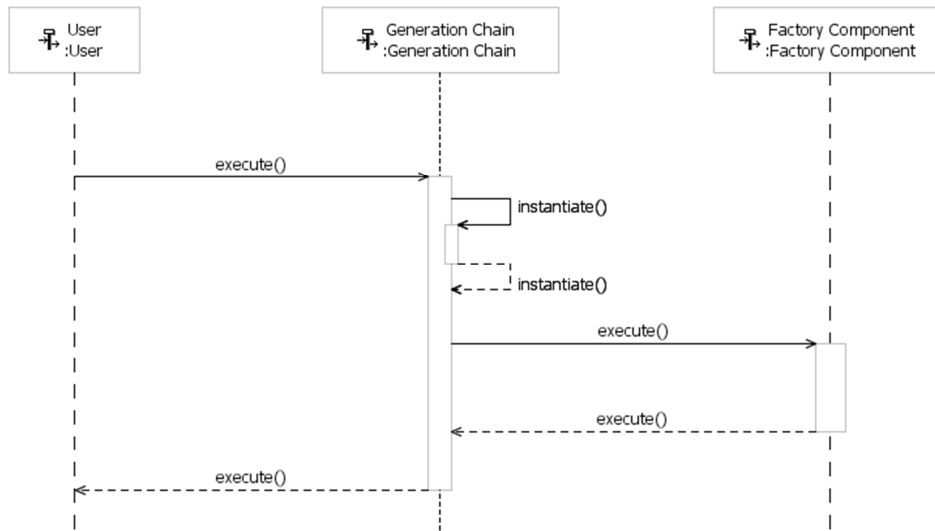 User
:User
Generation Chain
:Generation Chain
Factory Component
:Factory Component
execute()
instantiate()
instantiate()
execute()
execute()
execute()